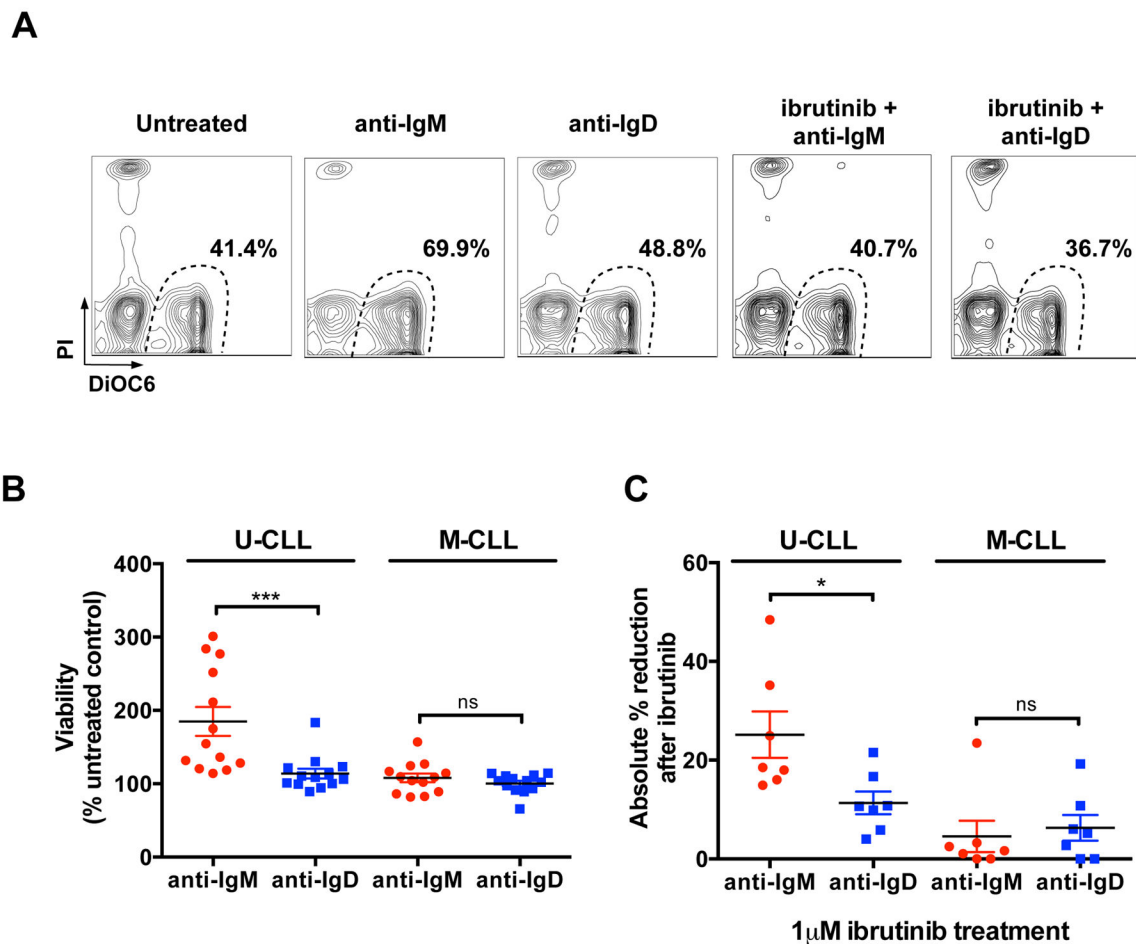 A
Untreated
anti-IgM
anti-IgD
ibrutinib +
anti-IgM
ibrutinib +
anti-IgD
41.4%
69.9%
48.8%
40.7%
36.7%
PI
DiOC6
B
U-CLL
M-CLL
400
300
200
100
0
***
ns
Viability
(% untreated control)
anti-IgM
anti-IgD
anti-IgM
anti-IgD
C
U-CLL
M-CLL
60
40
20
0
*
ns
Absolute % reduction
after ibrutinib
anti-IgM
anti-IgD
anti-IgM
anti-IgD
1μM ibrutinib treatment